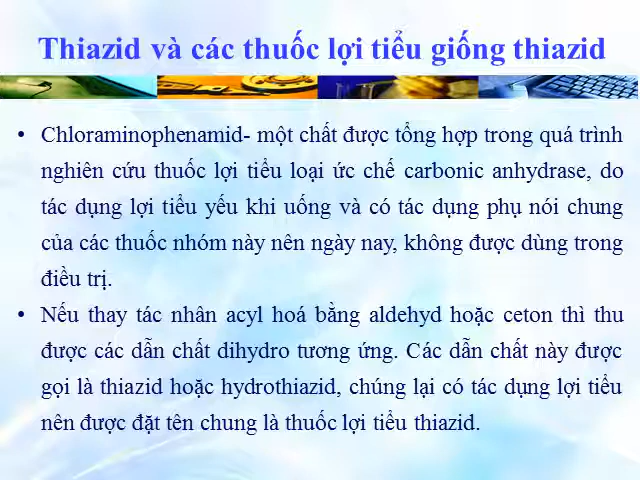 Thiazid và các thuốc lợi tiểu giống thiazid
• Chloraminophenamid- một chất được tổng hợp trong quá trình
nghiên cứu thuốc lợi tiểu loại ức chế carbonic anhydrase, do
tác dụng lợi tiểu yếu khi uống và có tác dụng phụ nói chung
của các thuốc nhóm này nên ngày nay, không được dùng trong
điều trị.
• Nếu thay tác nhân acyl hoá bằng aldehyd hoặc ceton thì thu
được các dẫn chất dihydro tương ứng. Các dẫn chất này được
gọi là thiazid hoặc hydrothiazid, chúng lại có tác dụng lợi tiểu
nên được đặt tên chung là thuốc lợi tiểu thiazid.